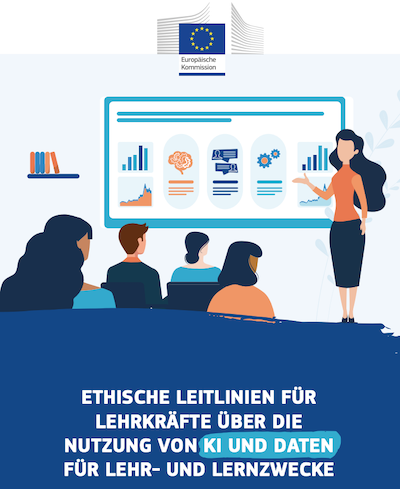 Europäische
Kommission
ETHISCHE LEITLINIEN FÜR
LEHRKRÄFTE ÜBER DIE
NUTZUNG VON KI UND DATEN
FÜR LEHR- UND LERNZWECKE